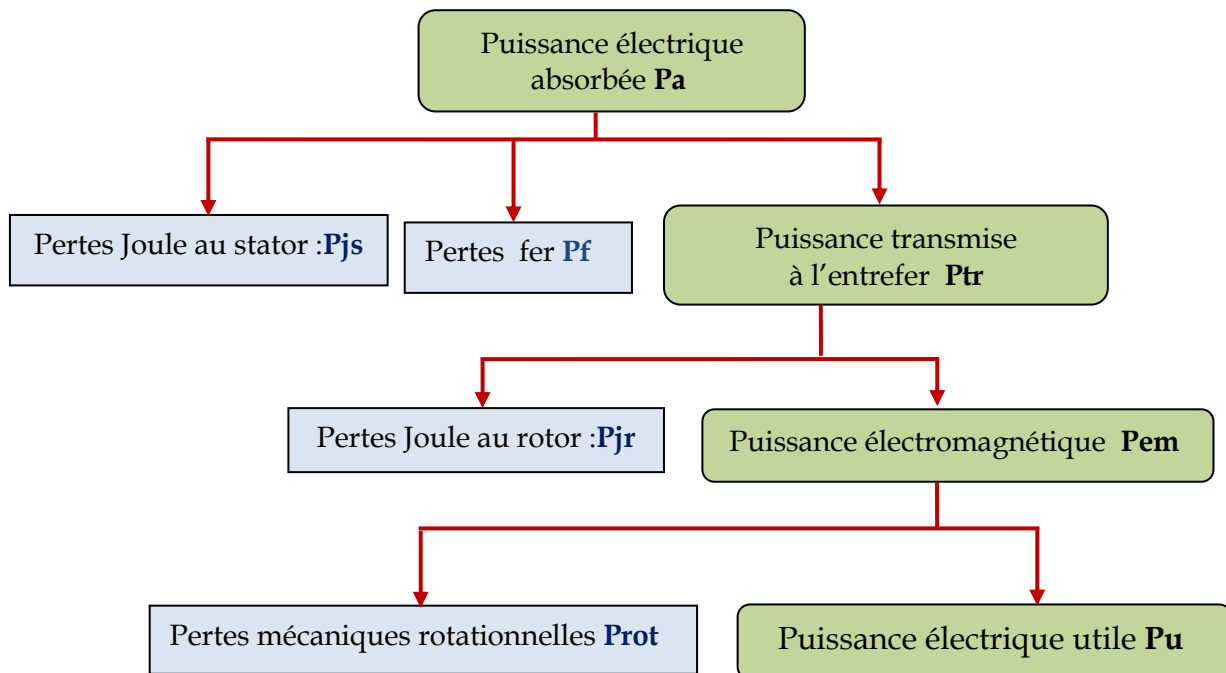 Puissance électrique
absorbée Pa
Pertes Joule au stator :Pjs
Pertes fer Pf
Puissance transmise
à l’entrefer Ptr
Pertes Joule au rotor :Pjr
Puissance électromagnétique Pem
Pertes mécaniques rotationnelles Prot
Puissance électrique utile Pu